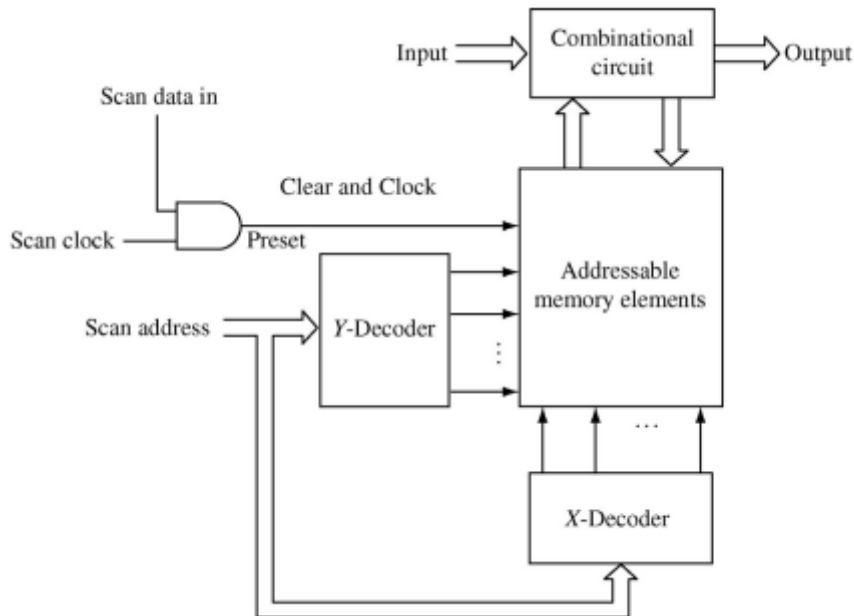 Input
Combinational
circuit
Output
Scan data in
Clear and Clock
Scan clock
Preset
Addressable
memory elements
Scan address
Y-Decoder
...
...
X-Decoder